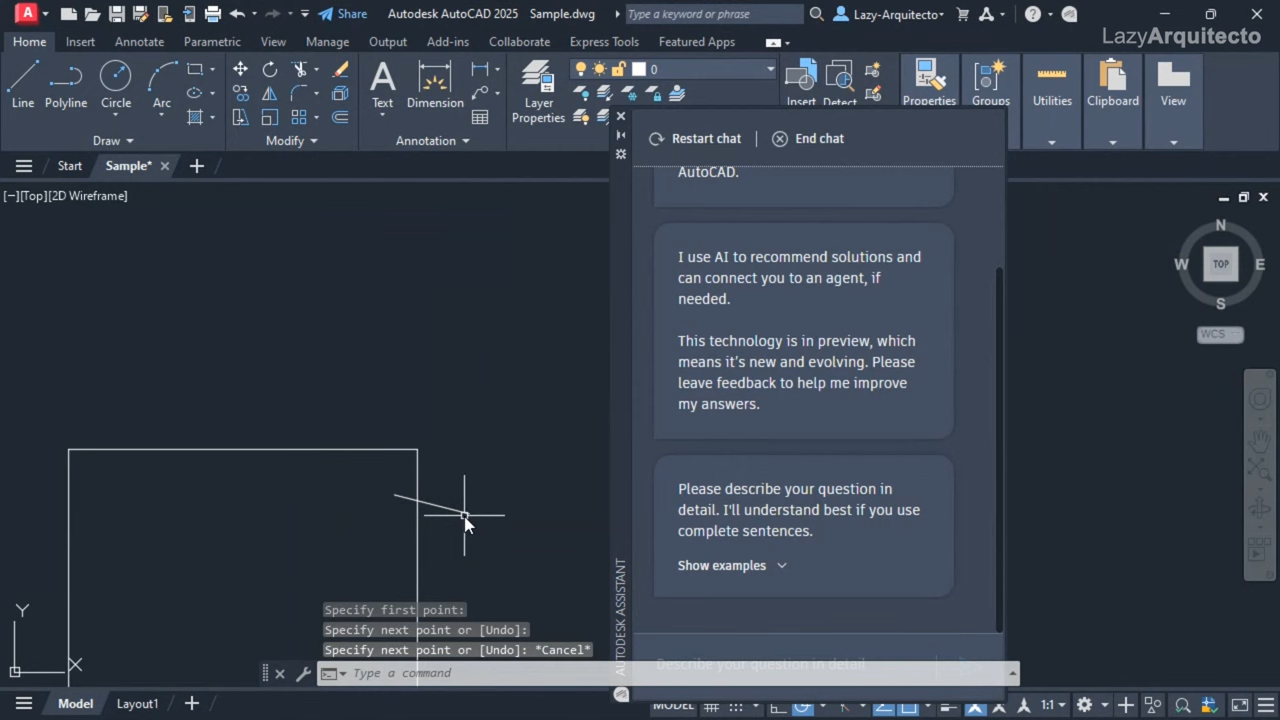 A Share Autodesk AutoCAD 2025 Sample.dwg Type a keyword or phrase Lazy-Arquitecto
LazyArquitecto
Home Insert Annotate Parametric View Manage Output Add-ins Collaborate Express Tools Featured Apps
0
Line Polyline Circle Arc Text Dimension Layer Properties Insert Detect Properties Groups Utilities Clipboard View
Draw Modify Annotation
Start Sample*
[−][Top][2D Wireframe]
Restart chat | End chat
AutoCAD.
I use AI to recommend solutions and
can connect you to an agent, if
needed.
This technology is in preview, which
means it's new and evolving. Please
leave feedback to help me improve
my answers.
Please describe your question in
detail. I'll understand best if you use
complete sentences.
Show examples
Describe your question in detail
AUTODESK ASSISTANT
N
W TOP E
S
WCS
Y
X
Specify first point:
Specify next point or [Undo]:
Specify next point or [Undo]: *Cancel*
Type a command
Model Layout1 MODEL 1:1